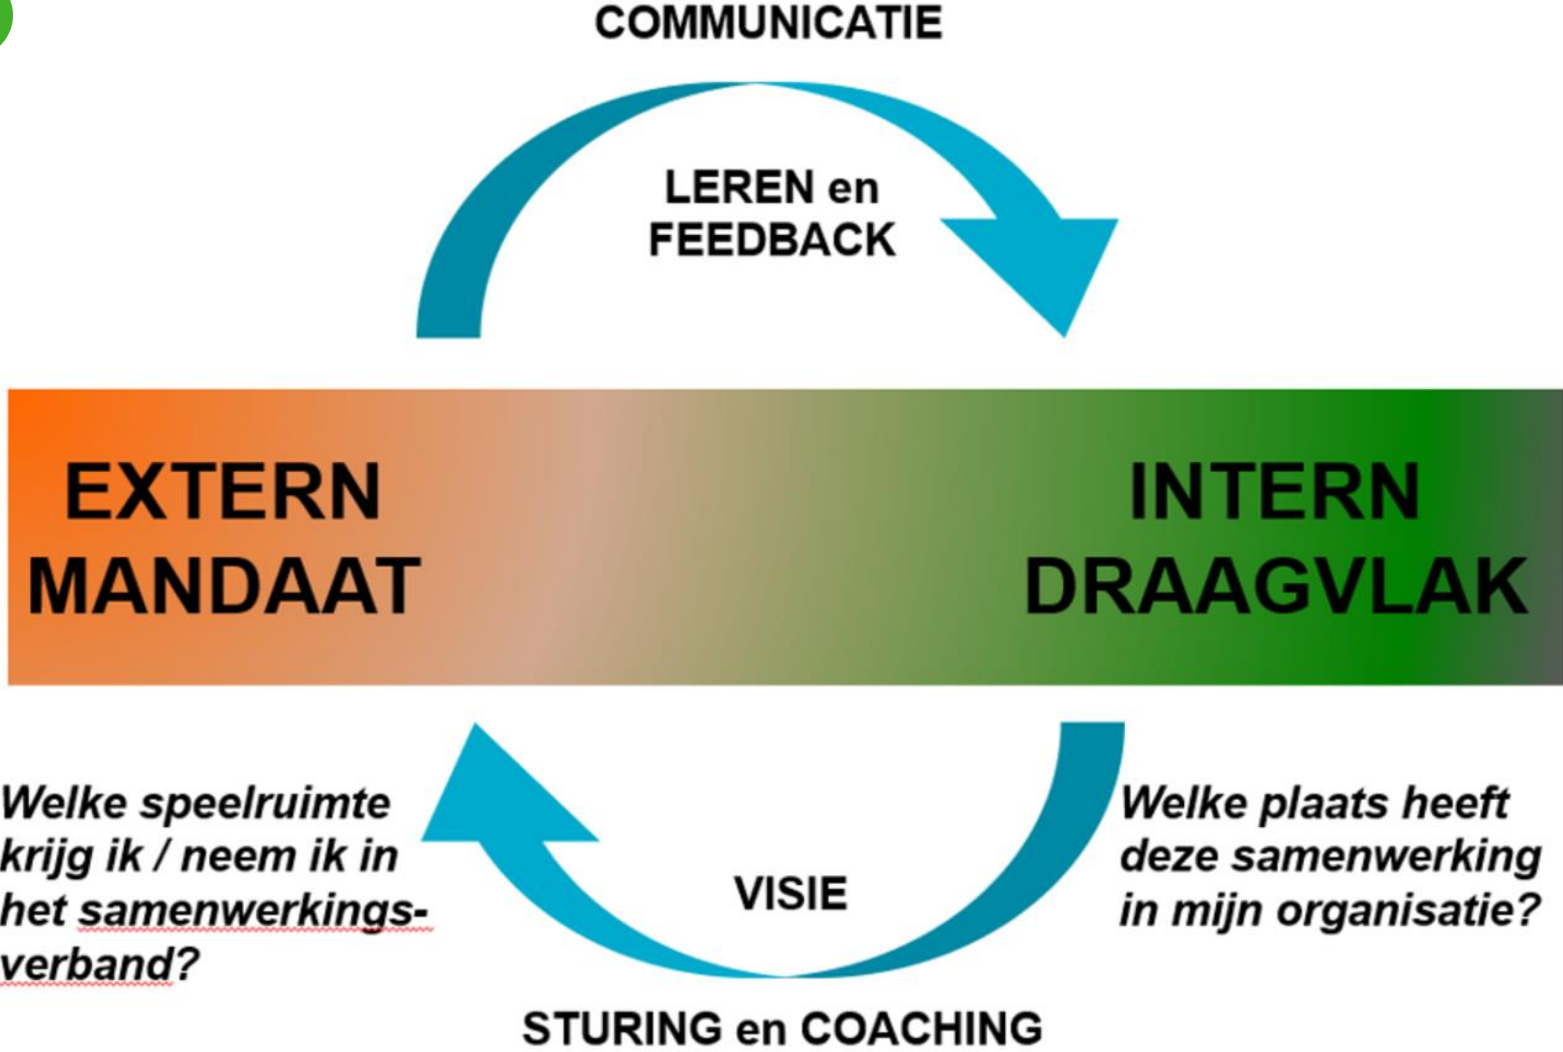 COMMUNICATIE
LEREN en
FEEDBACK
EXTERN
MANDAAT
INTERN
DRAAGVLAK
Welke speelruimte
krijg ik / neem ik in
het samenwerkings-
verband?
Welke plaats heeft
deze samenwerking
in mijn organisatie?
VISIE
STURING en COACHING